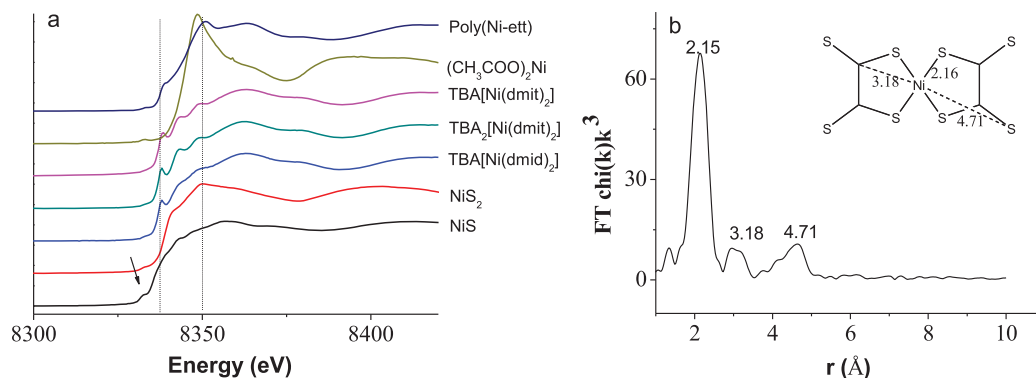 a
Poly(Ni-ett)
(CH3COO)2Ni
TBA[Ni(dmit)2]
TBA2[Ni(dmit)2]
TBA[Ni(dmid)2]
NiS2
NiS
8300 8350 8400
Energy (eV)
b
2.15
3.18
4.71
S S S S
Ni
3.18 2.16
4.71
S S S S
60
30
0
FT chi(k)k^3
2 4 6 8 10
r (Å)